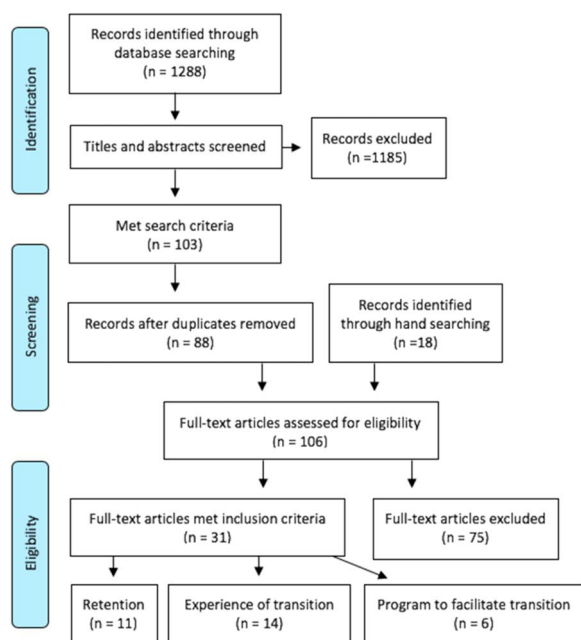 Identification
Records identified through
database searching
(n = 1288)
Titles and abstracts screened
Records excluded
(n =1185)
Met search criteria
(n = 103)
Screening
Records after duplicates removed
(n = 88)
Records identified
through hand searching
(n =18)
Full-text articles assessed for eligibility
(n = 106)
Eligibility
Full-text articles met inclusion criteria
(n = 31)
Full-text articles excluded
(n = 75)
Retention
(n = 11)
Experience of transition
(n = 14)
Program to facilitate transition
(n = 6)